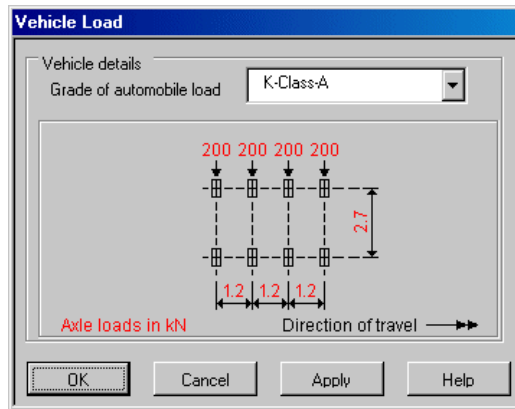 Vehicle Load
Vehicle details
Grade of automobile load K-Class-A
200 200 200 200
2.7
1.2 1.2 1.2
Axle loads in kN Direction of travel
OK Cancel Apply Help